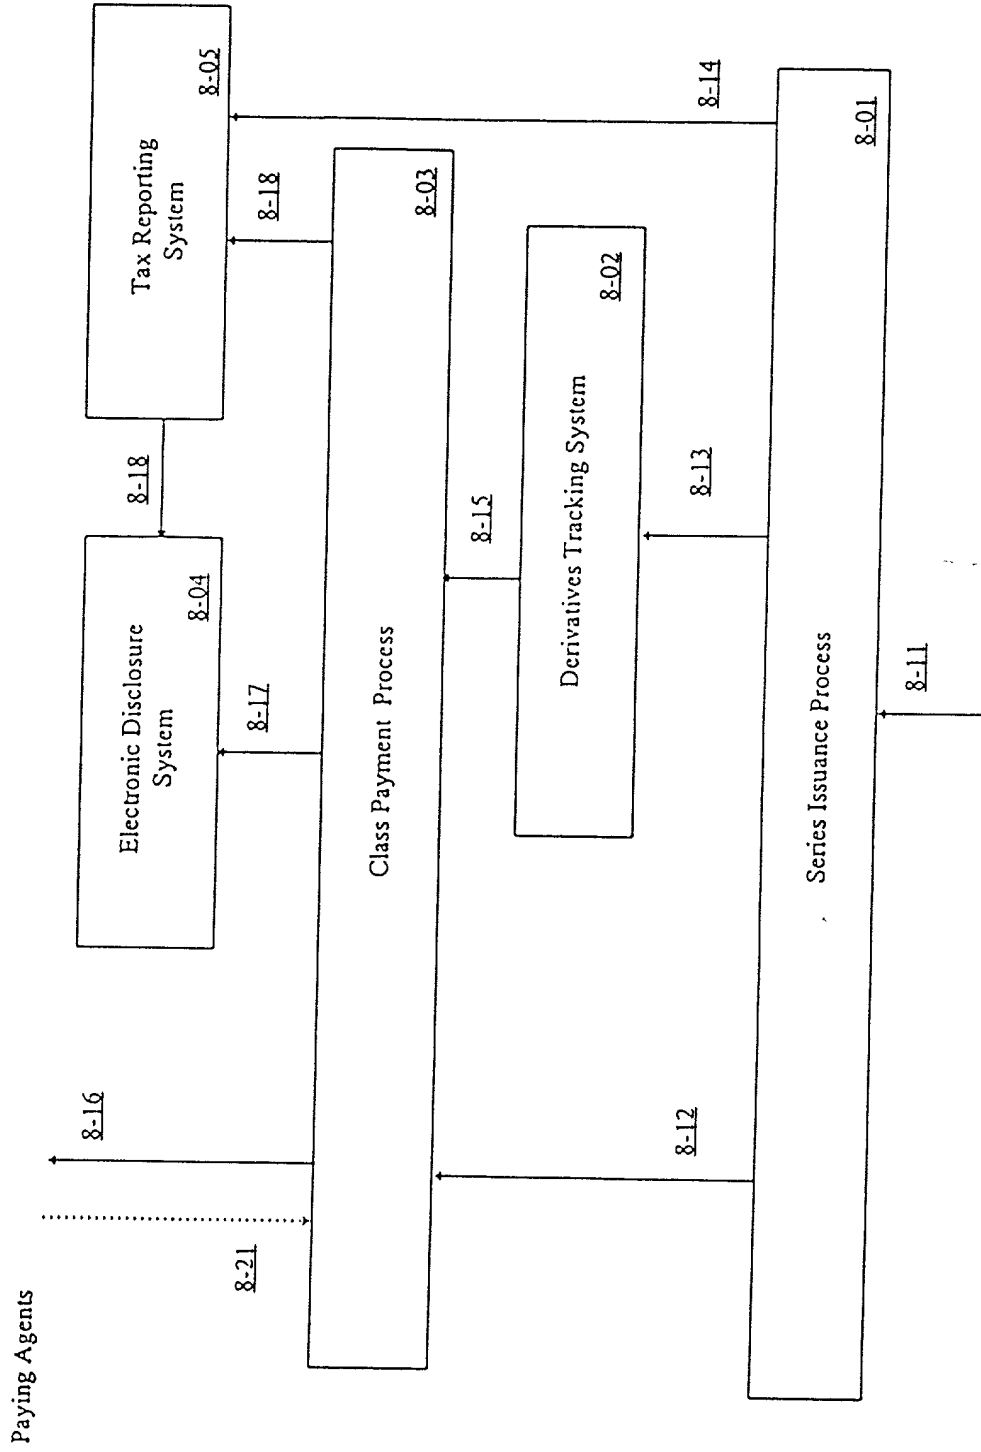 Paying Agents
8-16
Electronic Disclosure
System
8-04
8-18
Tax Reporting
System
8-05
8-21
8-17
8-18
Class Payment Process
8-03
8-15
Derivatives Tracking System
8-02
8-12
8-13
8-14
Series Issuance Process
8-01
8-11